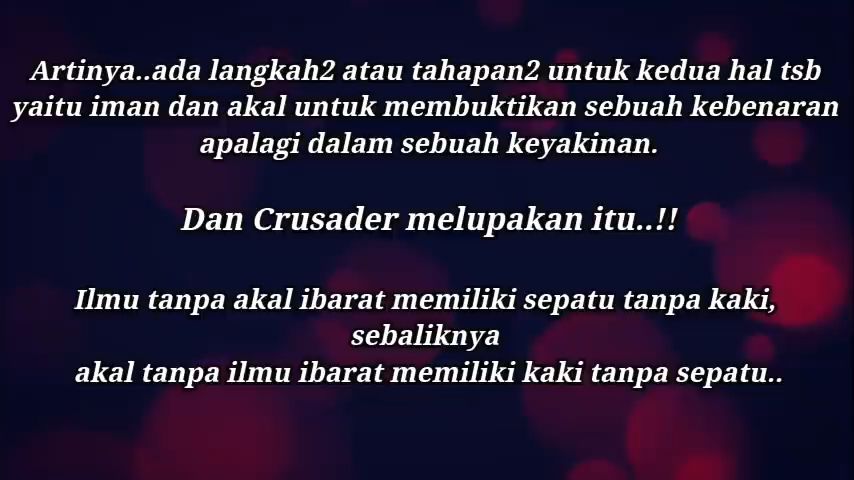 Artinya..ada langkah2 atau tahapan2 untuk kedua hal tsb
yaitu iman dan akal untuk membuktikan sebuah kebenaran
apalagi dalam sebuah keyakinan.
Dan Crusader melupakan itu..!!
Ilmu tanpa akal ibarat memiliki sepatu tanpa kaki,
sebaliknya
akal tanpa ilmu ibarat memiliki kaki tanpa sepatu..